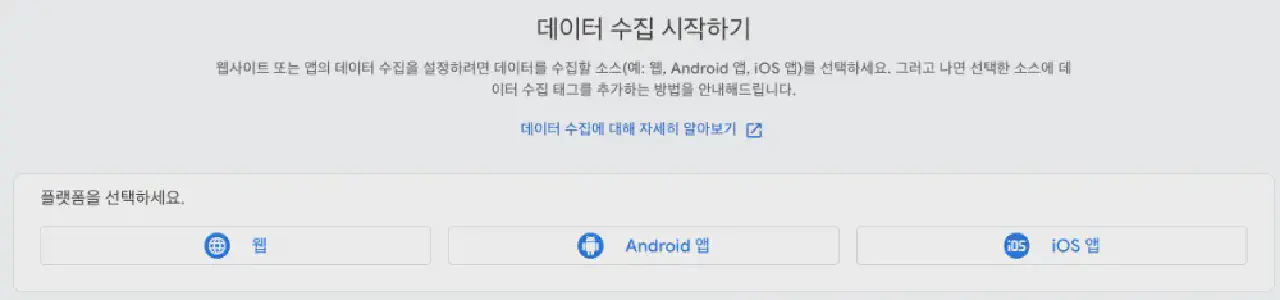 데이터 수집 시작하기
웹사이트 또는 앱의 데이터 수집을 설정하려면 데이터를 수집할 소스(예: 웹, Android 앱, iOS 앱)를 선택하세요. 그러고 나면 선택한 소스에 데
이터 수집 태그를 추가하는 방법을 안내해드립니다.
데이터 수집에 대해 자세히 알아보기
플랫폼을 선택하세요.
웹
Android 앱
iOS iOS 앱